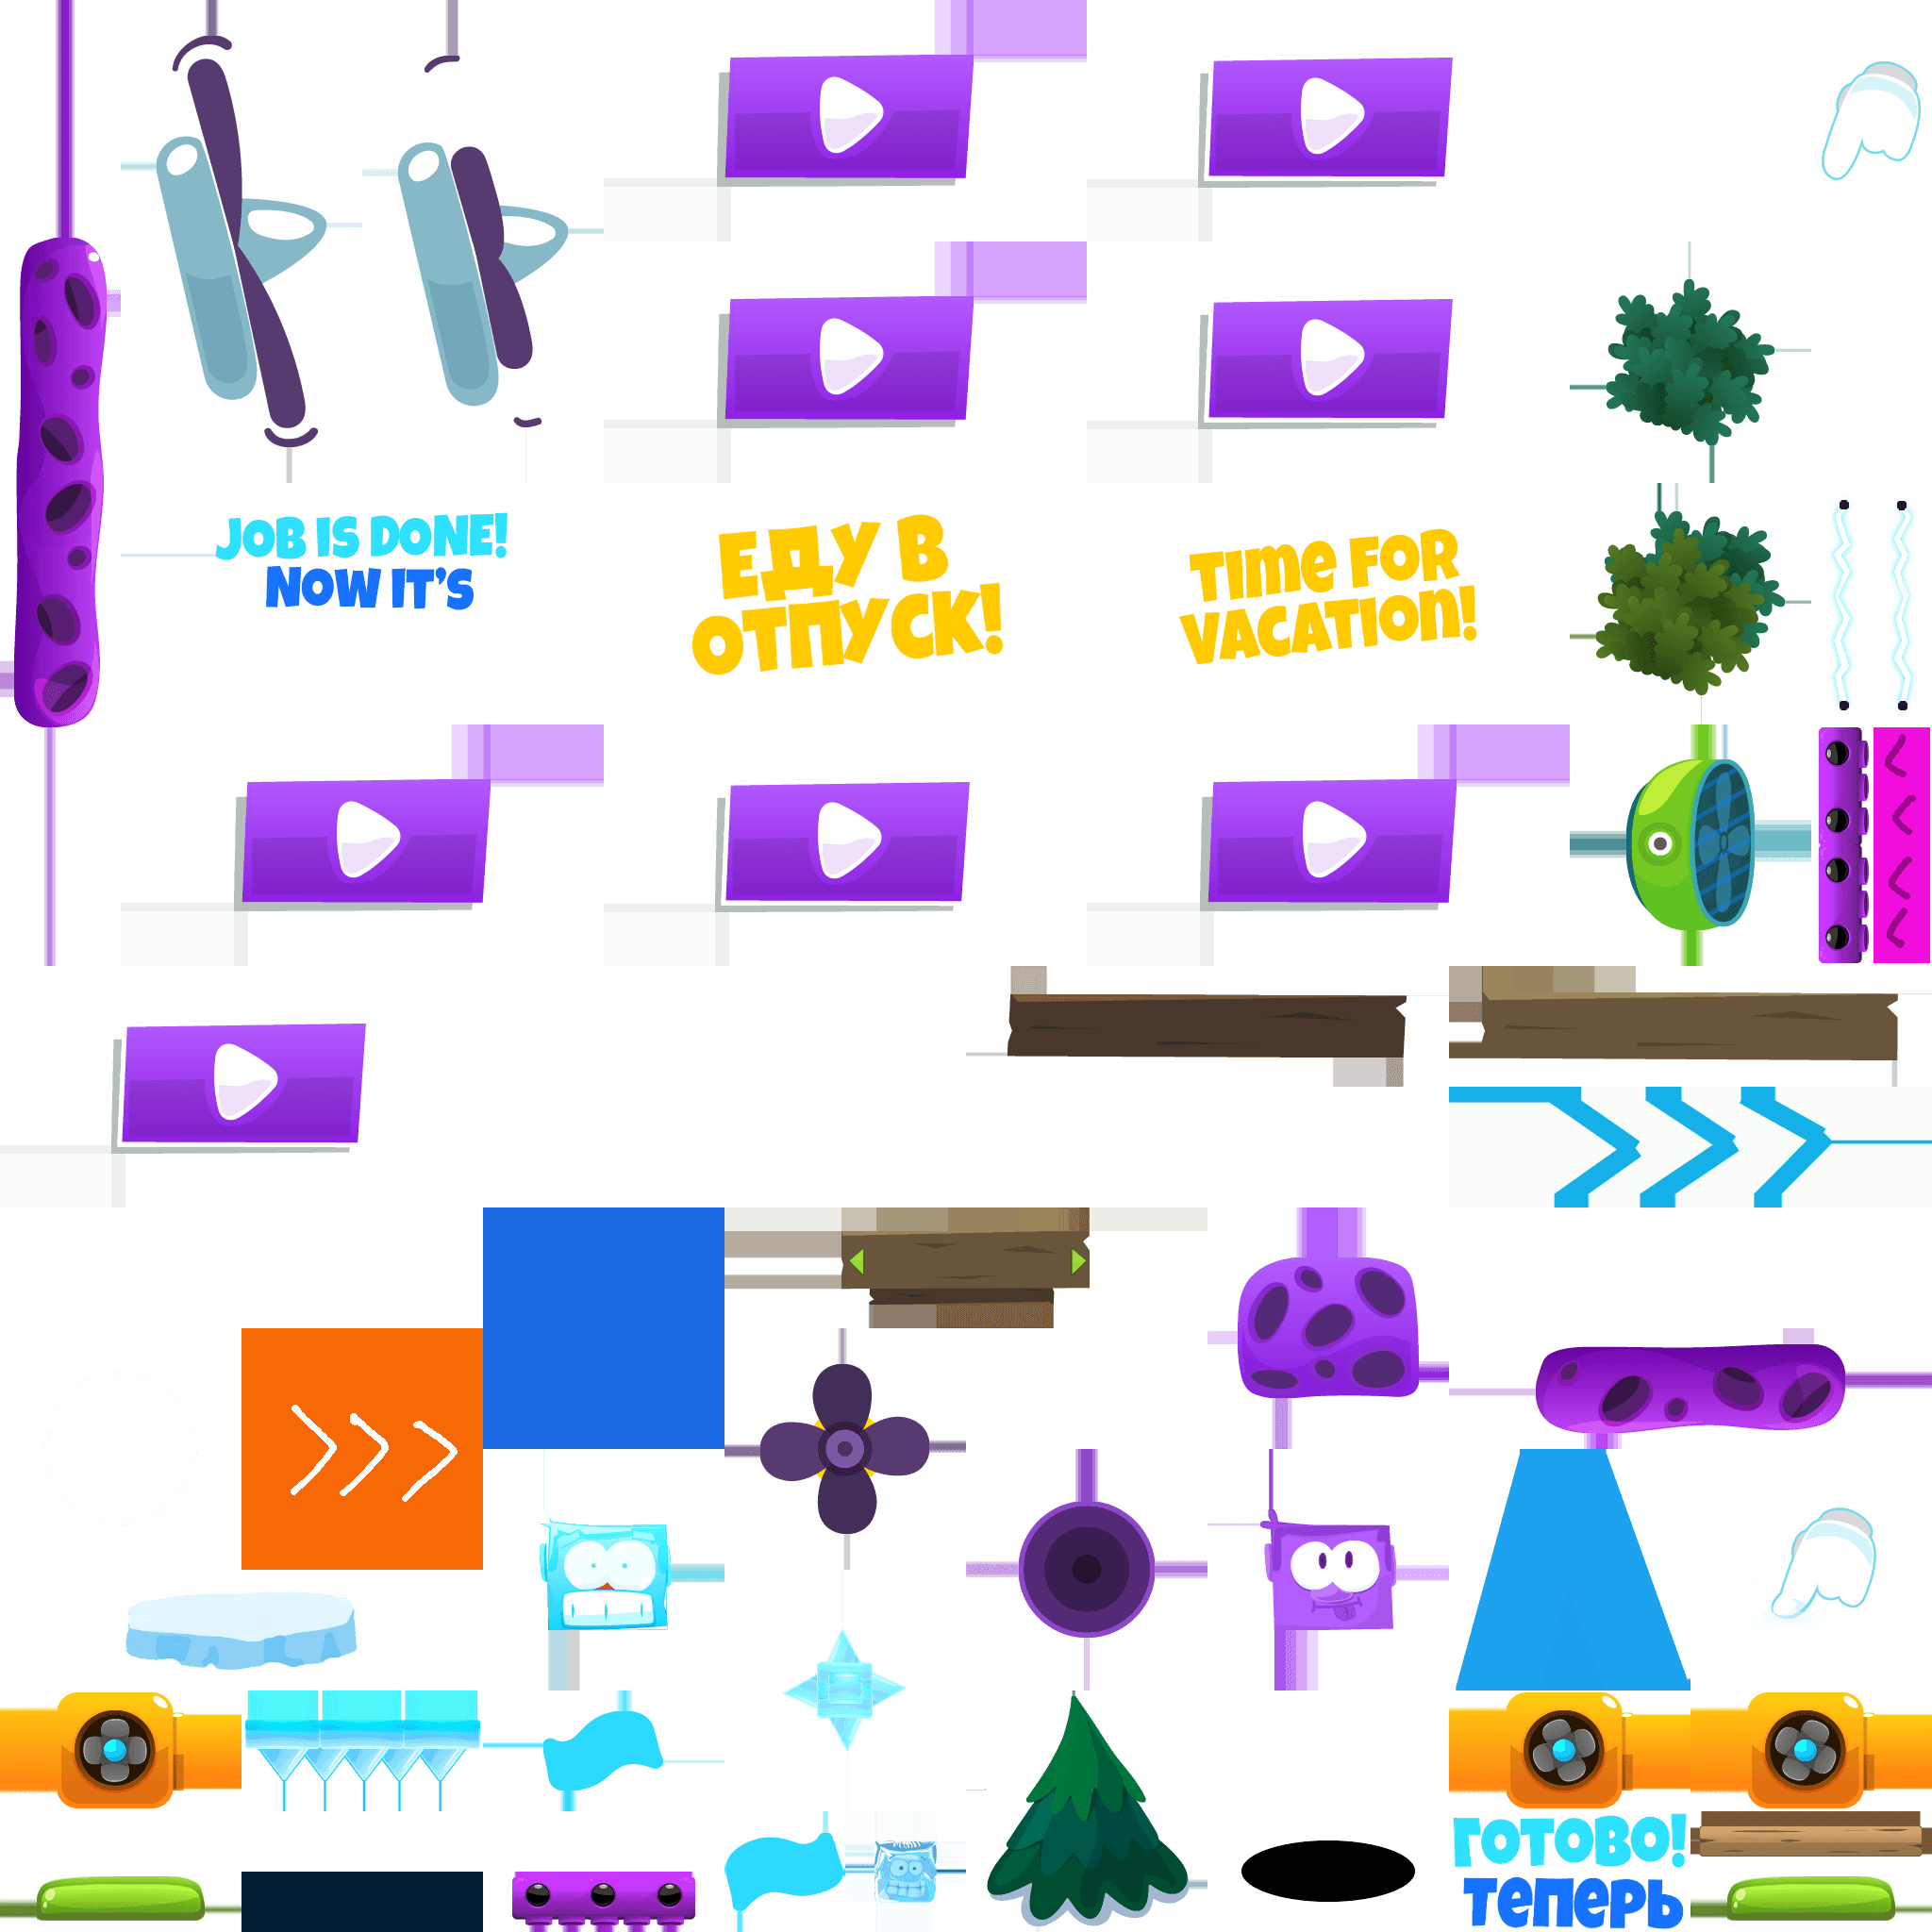 JOB IS DONE!
NOW IT'S
ЕДУ В
ОТПУСК!
TIme FOR
VACATIOn!
ГОТОВО!
ТеПеРЬ